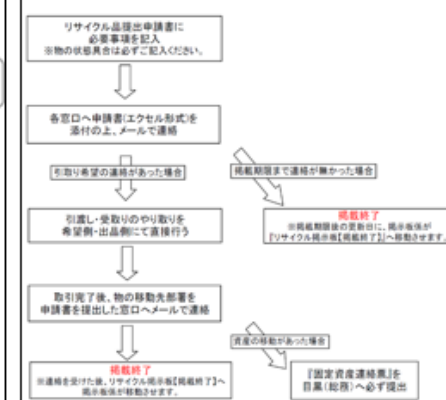 リサイクル品提出申請書に
必要事項を記入
※物の状態具合は必ずご記入ください。
各窓口へ申請書(エクセル形式)を
添付の上、メールで連絡
引取り希望の連絡があった場合
掲載期限まで連絡が無かった場合
引渡し・受取りのやり取りを
希望側・出品側にて直接行う
掲載終了
※掲載期限後の更新日に、掲示板係が
『リサイクル掲示板【掲載終了】』へ移動させます。
取引完了後、物の移動先部署を
申請書を提出した窓口へメールで連絡
資産の移動があった場合
掲載終了
※連絡を受けた後、リサイクル掲示板【掲載終了】へ
掲示板係が移動させます。
『固定資産連絡票』を
目黒(総務)へ必ず提出